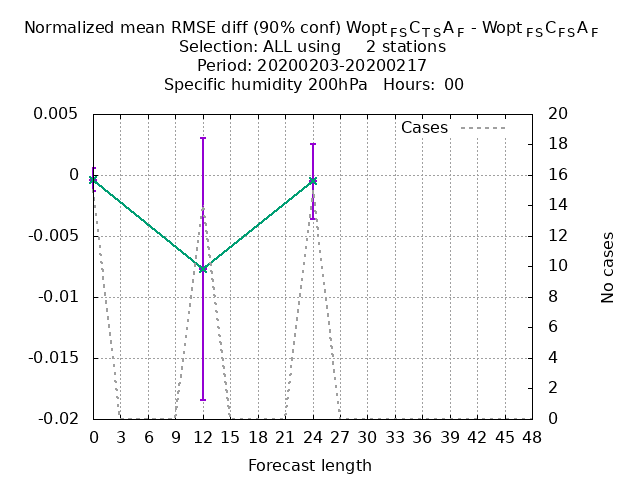 Normalized mean RMSE diff (90% conf) Wopt FS C TS A F - Wopt FS C FS A F
Selection: ALL using     2 stations
Period: 20200203-20200217
Specific humidity 200hPa   Hours:  00
Cases
0.005
0
-0.005
-0.01
-0.015
-0.02
20
18
16
14
12
10
8
6
4
2
0
No cases
0 3 6 9 12 15 18 21 24 27 30 33 36 39 42 45 48
Forecast length